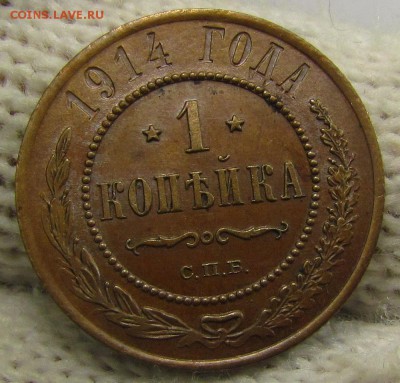 COINS.LAVE.RU
1914 ГОДА
1
КОПѢЙКА
С.П.Б.